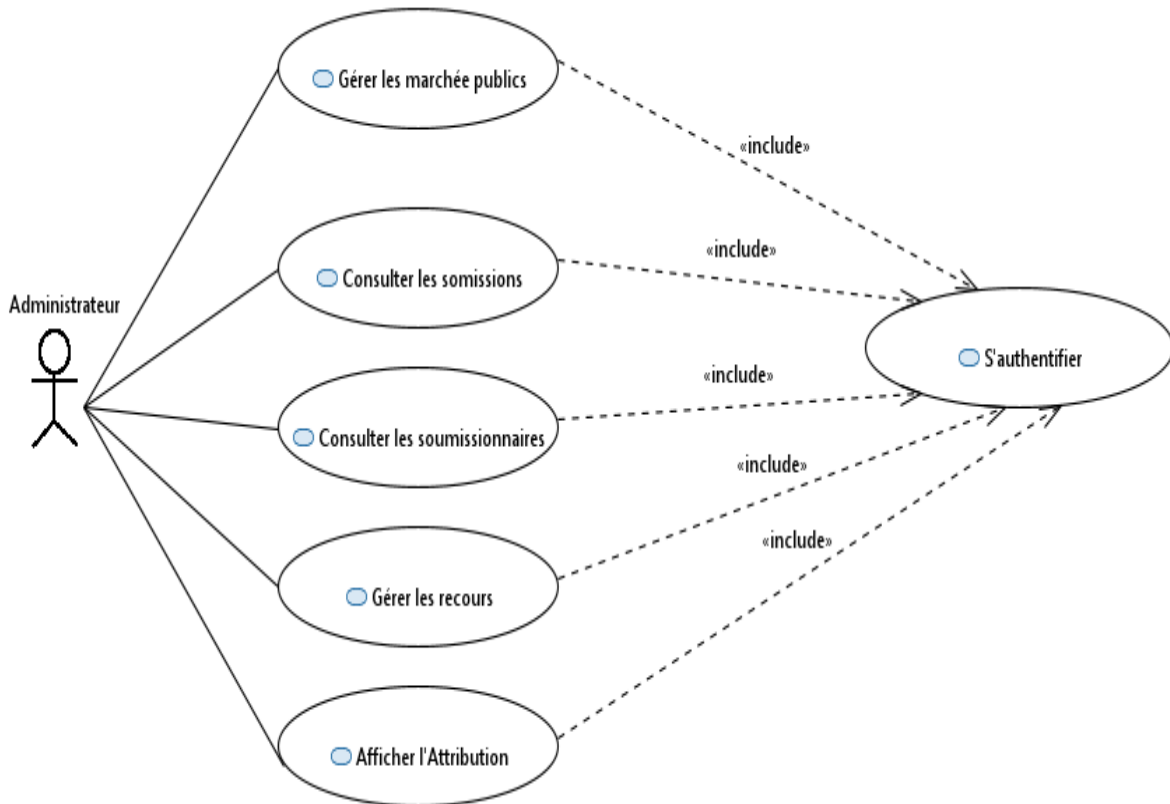 Gérer les marchée publics
«include»
Consulter les somissions
«include»
Administrateur
S'authentifier
«include»
Consulter les soumissionnaires
«include»
«include»
Gérer les recours
Afficher l'Attribution